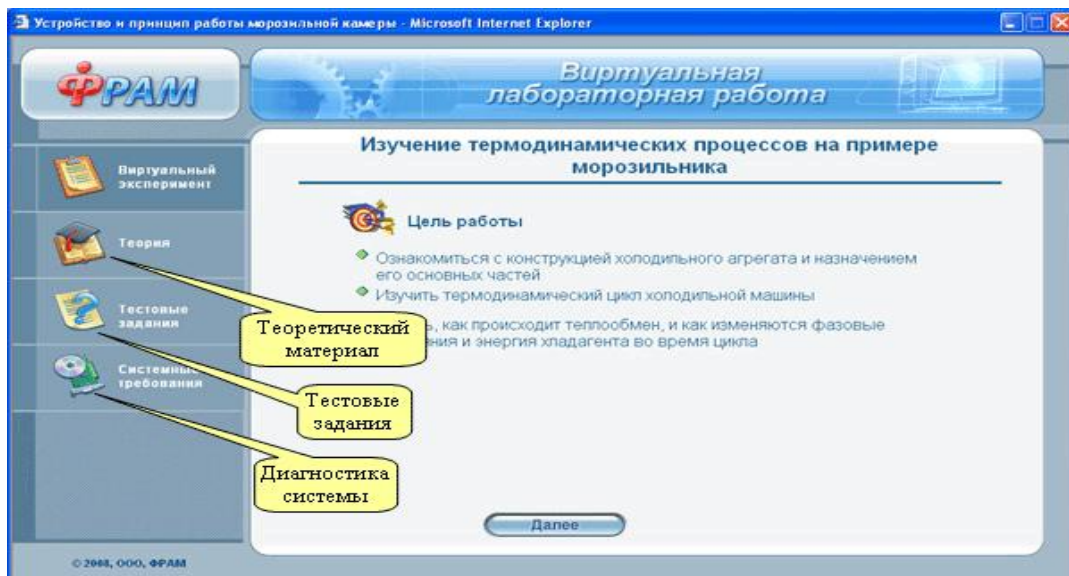 Устройство и принцип работы морозильной камеры - Microsoft Internet Explorer
ФРАМ
Виртуальная
лабораторная работа
Виртуальный
эксперимент
Теория
Тестовые
задания
Системные
требования
© 2008, ООО, ФРАМ
Изучение термодинамических процессов на примере
морозильника
Цель работы
Ознакомиться с конструкцией холодильного агрегата и назначением
его основных частей
Изучить термодинамический цикл холодильной машины
как происходит теплообмен, и как изменяются фазовые
и энергия хладагента во время цикла
Теоретический
материал
Тестовые
задания
Диагностика
системы
Далее